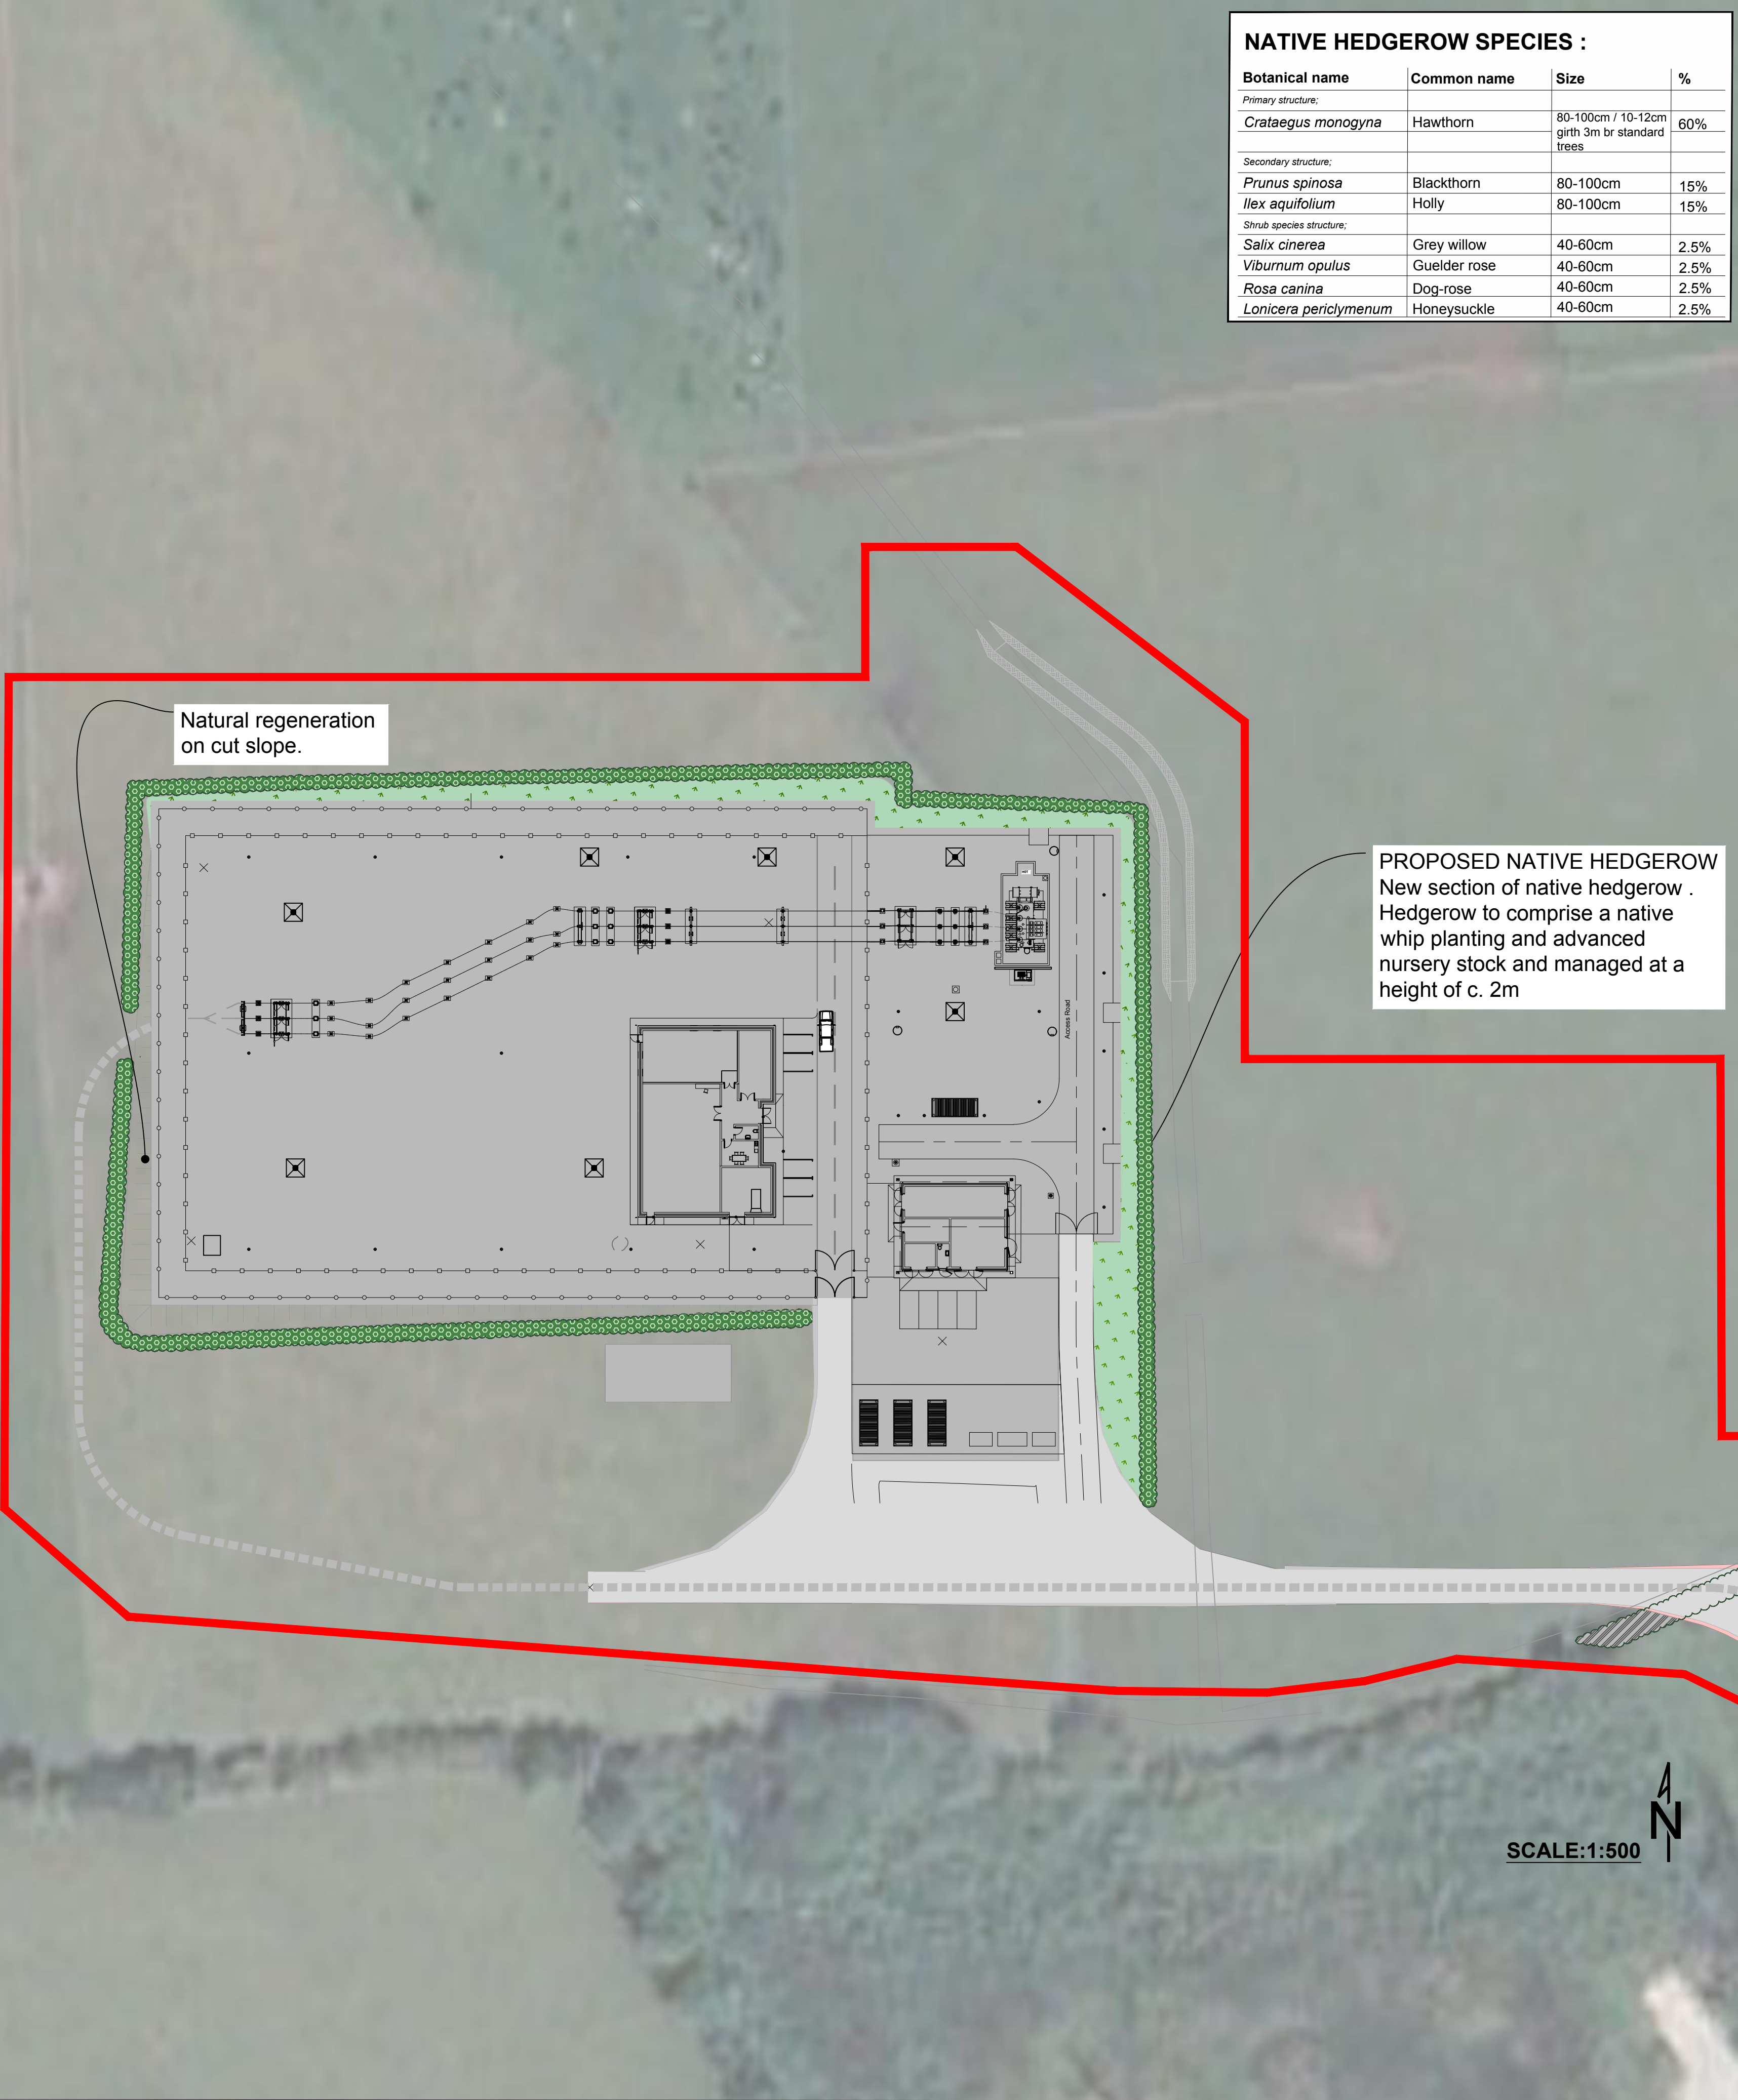 NATIVE HEDGEROW SPECIES :
Botanical name Common name Size %
Primary structure;
Crataegus monogyna Hawthorn 80-100cm / 10-12cm girth 3m br standard trees 60%
Secondary structure;
Prunus spinosa Blackthorn 80-100cm 15%
Ilex aquifolium Holly 80-100cm 15%
Shrub species structure;
Salix cinerea Grey willow 40-60cm 2.5%
Viburnum opulus Guelder rose 40-60cm 2.5%
Rosa canina Dog-rose 40-60cm 2.5%
Lonicera periclymenum Honeysuckle 40-60cm 2.5%
Natural regeneration
on cut slope.
PROPOSED NATIVE HEDGEROW
New section of native hedgerow .
Hedgerow to comprise a native
whip planting and advanced
nursery stock and managed at a
height of c. 2m
Access Road
SCALE:1:500
N